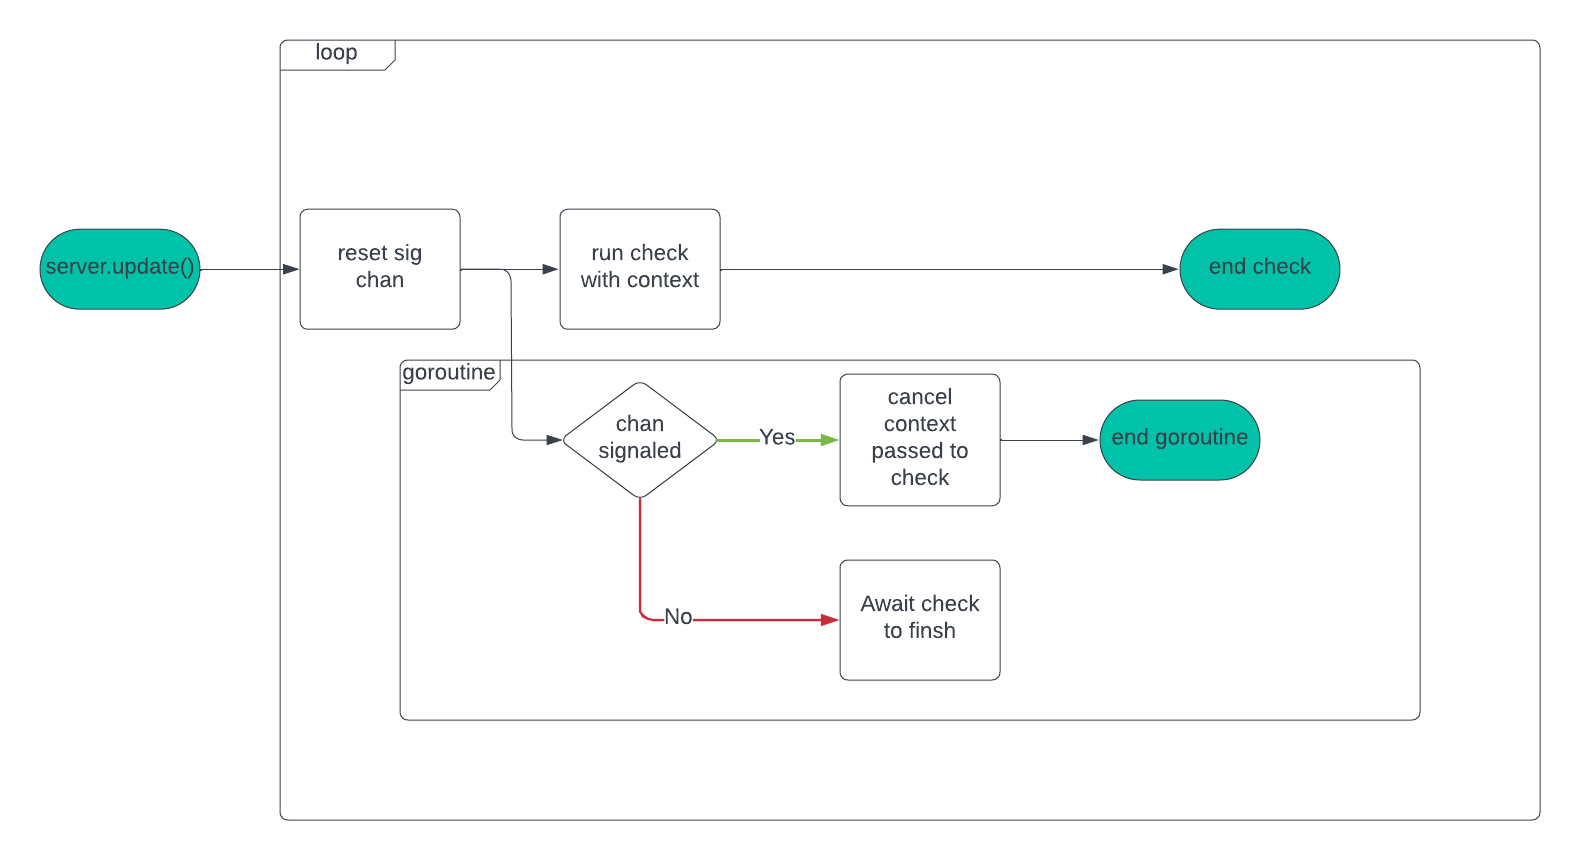 loop
server.update()
reset sig
chan
run check
with context
end check
goroutine
chan
signaled
Yes
cancel
context
passed to
check
end goroutine
No
Await check
to finsh